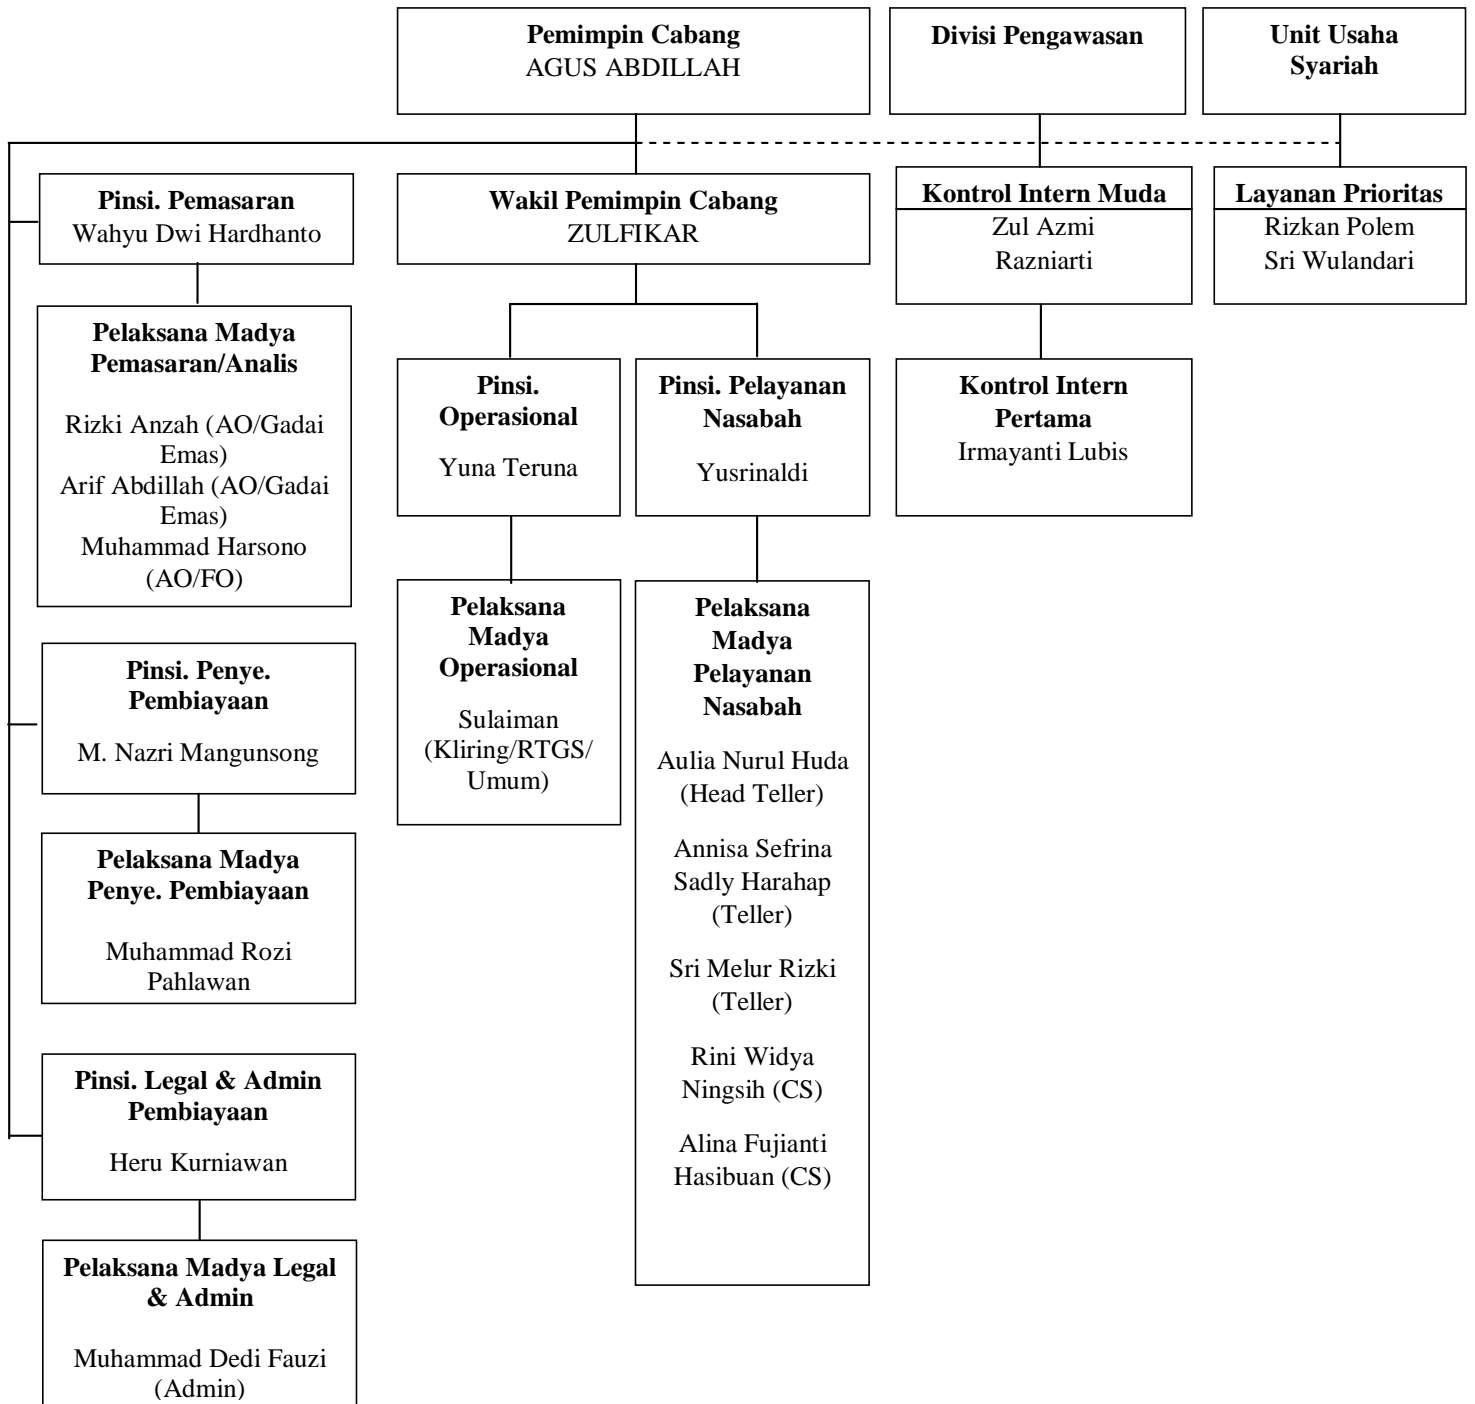 Pemimpin Cabang
AGUS ABDILLAH
Divisi Pengawasan
Unit Usaha
Syariah
Pinsi. Pemasaran
Wahyu Dwi Hardhanto
Wakil Pemimpin Cabang
ZULFIKAR
Kontrol Intern Muda
Zul Azmi
Razniarti
Layanan Prioritas
Rizkan Polem
Sri Wulandari
Pelaksana Madya
Pemasaran/Analis
Rizki Anzah (AO/Gadai
Emas)
Arif Abdillah (AO/Gadai
Emas)
Muhammad Harsono
(AO/FO)
Pinsi.
Operasional
Yuna Teruna
Pinsi. Pelayanan
Nasabah
Yusrinaldi
Kontrol Intern
Pertama
Irmayanti Lubis
Pelaksana
Madya
Operasional
Sulaiman
(Kliring/RTGS/
Umum)
Pelaksana
Madya
Pelayanan
Nasabah
Aulia Nurul Huda
(Head Teller)
Annisa Sefrina
Sadly Harahap
(Teller)
Sri Melur Rizki
(Teller)
Rini Widya
Ningsih (CS)
Alina Fujianti
Hasibuan (CS)
Pinsi. Penye.
Pembiayaan
M. Nazri Mangunsong
Pelaksana Madya
Penye. Pembiayaan
Muhammad Rozi
Pahlawan
Pinsi. Legal & Admin
Pembiayaan
Heru Kurniawan
Pelaksana Madya Legal
& Admin
Muhammad Dedi Fauzi
(Admin)